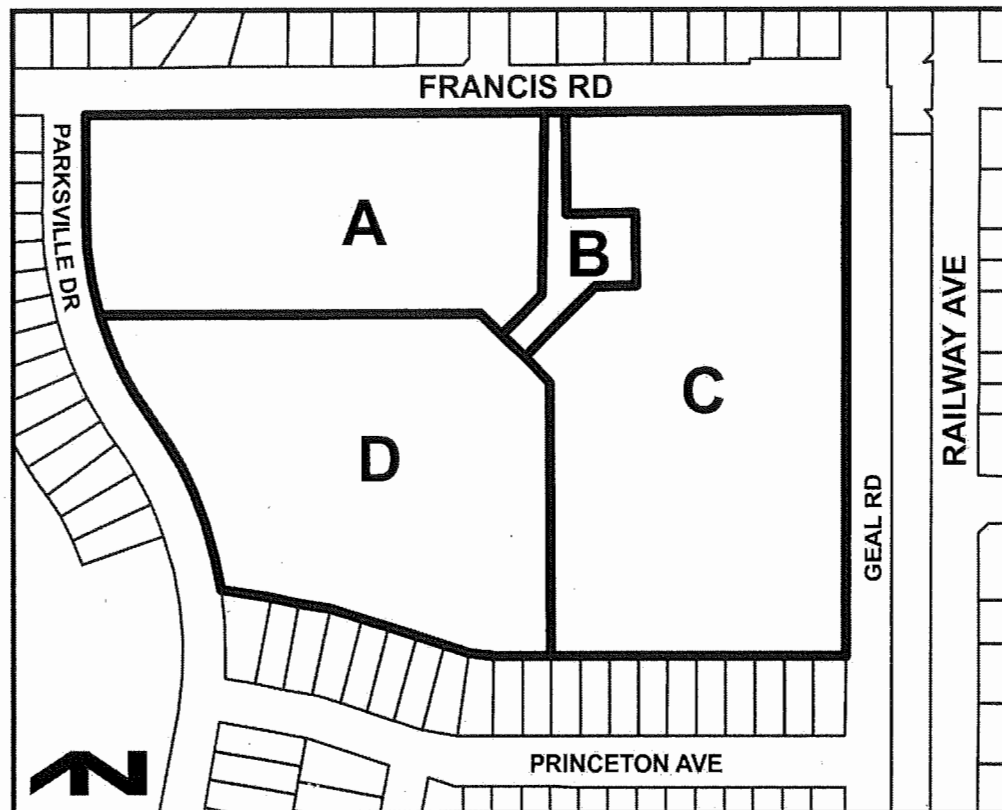 FRANCIS RD
PARKSVILLE DR
A
B
RAILWAY AVE
C
D
GEAL RD
PRINCETON AVE
N